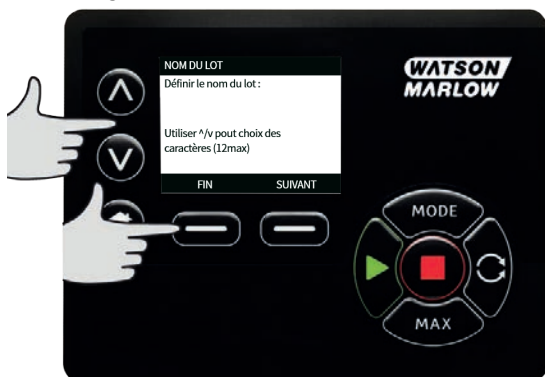 NOM DU LOT
Définir le nom du lot :
Utiliser ^/v pout choix des
caractères (12max)
FIN SUIVANT
WATSON
MARLOW
MODE
MAX